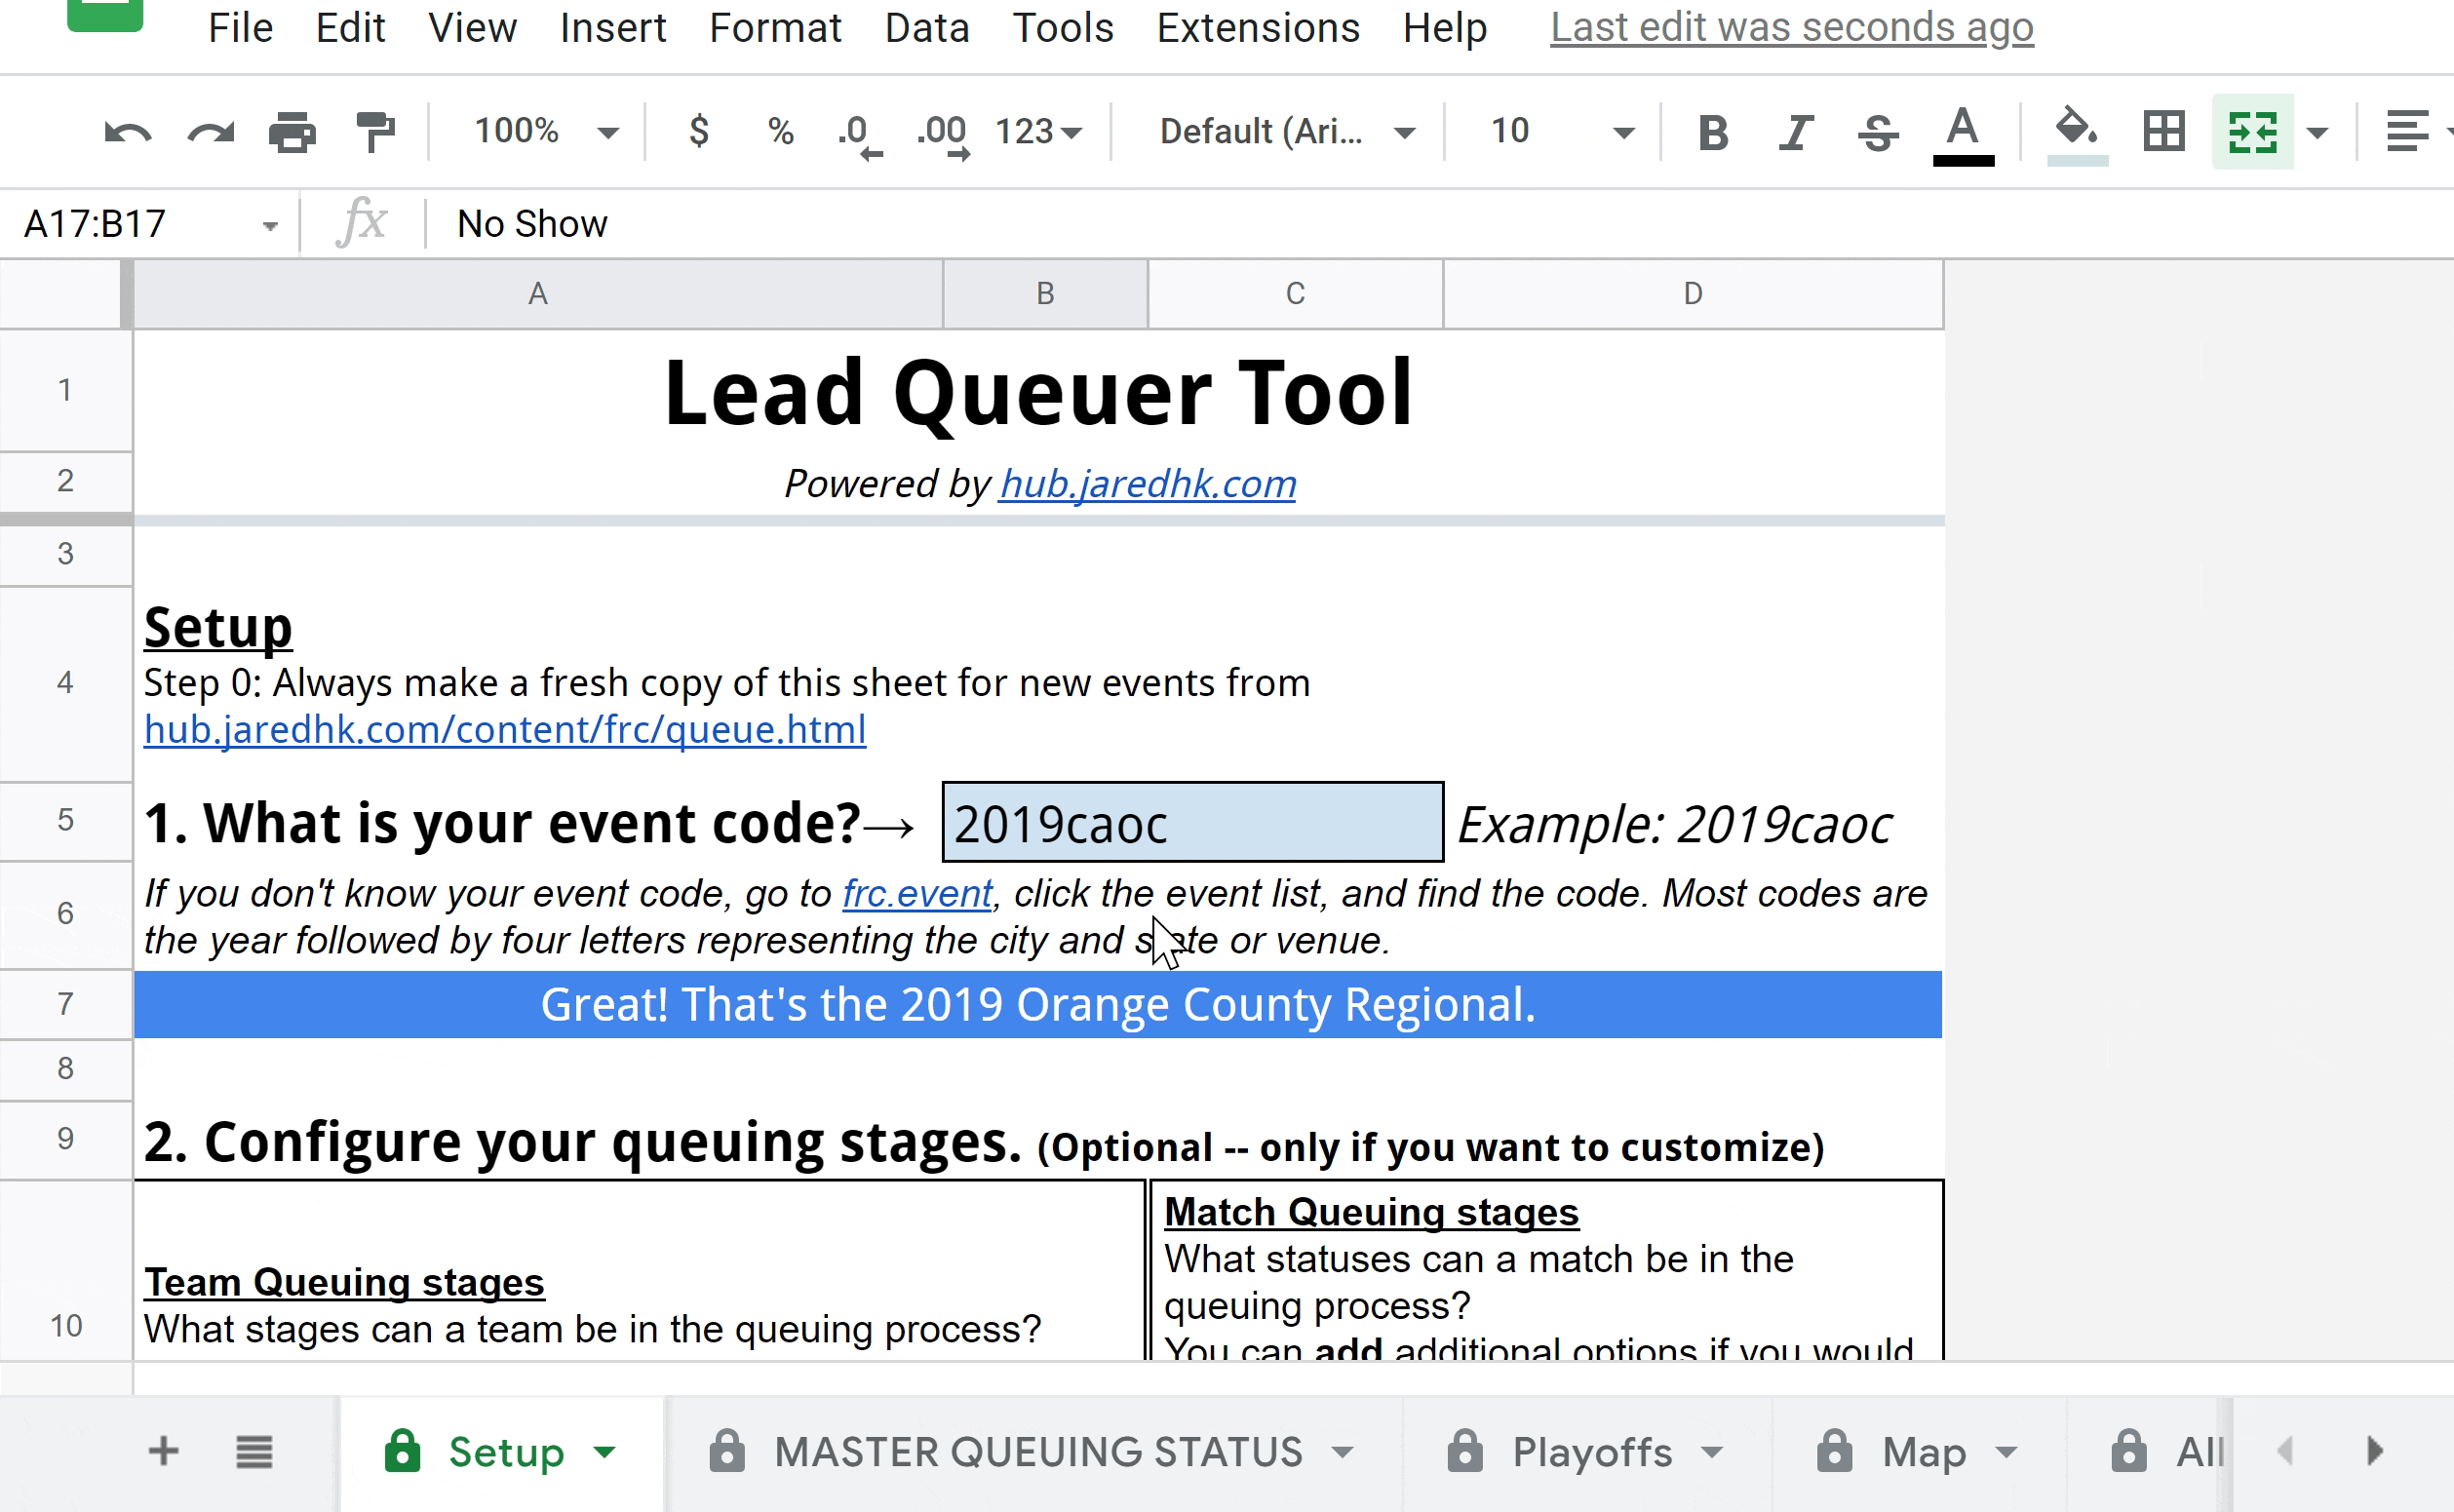 File Edit View Insert Format Data Tools Extensions Help Last edit was seconds ago
100% $ % .0 .00 123 Default (Ari... 10 B I S A
A17:B17 fx No Show
A B C D
1 Lead Queuer Tool
2 Powered by hub.jaredhk.com
3
Setup
4 Step 0: Always make a fresh copy of this sheet for new events from
hub.jaredhk.com/content/frc/queue.html
5 1. What is your event code?→ 2019caoc Example: 2019caoc
6 If you don't know your event code, go to frc.event, click the event list, and find the code. Most codes are
the year followed by four letters representing the city and state or venue.
7 Great! That's the 2019 Orange County Regional.
8
9 2. Configure your queuing stages. (Optional -- only if you want to customize)
10
Team Queuing stages
What stages can a team be in the queuing process?
Match Queuing stages
What statuses can a match be in the
queuing process?
You can add additional options if you would
+ Setup MASTER QUEUING STATUS Playoffs Map All